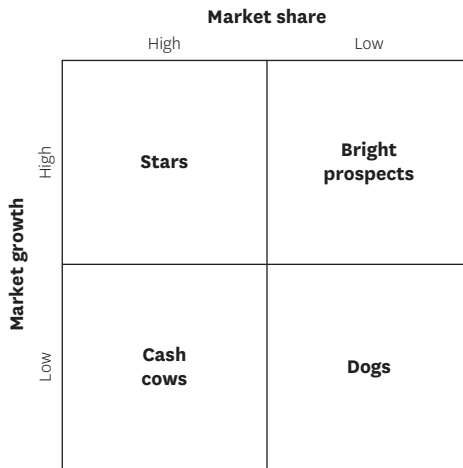 Market share
High
Low
Market growth
High
Stars
Bright
prospects
Low
Cash
cows
Dogs